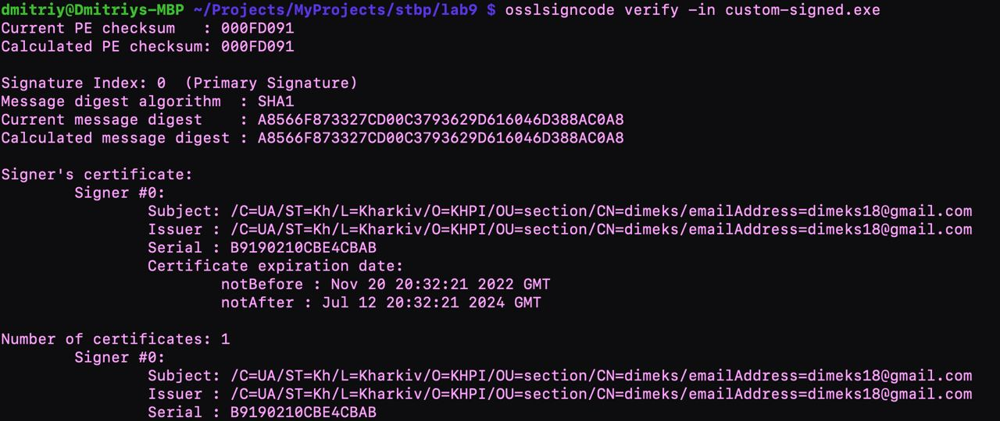 dmitriy@Dmitriys-MBP ~/Projects/MyProjects/stbp/lab9 $ osslsigncode verify -in custom-signed.exe
Current PE checksum   : 000FD091
Calculated PE checksum: 000FD091
Signature Index: 0  (Primary Signature)
Message digest algorithm  : SHA1
Current message digest    : A8566F873327CD00C3793629D616046D388AC0A8
Calculated message digest : A8566F873327CD00C3793629D616046D388AC0A8
Signer's certificate:
Signer #0:
Subject: /C=UA/ST=Kh/L=Kharkiv/O=KHPI/OU=section/CN=dimeks/emailAddress=dimeks18@gmail.com
Issuer : /C=UA/ST=Kh/L=Kharkiv/O=KHPI/OU=section/CN=dimeks/emailAddress=dimeks18@gmail.com
Serial : B9190210CBE4CBAB
Certificate expiration date:
notBefore : Nov 20 20:32:21 2022 GMT
notAfter : Jul 12 20:32:21 2024 GMT
Number of certificates: 1
Signer #0:
Subject: /C=UA/ST=Kh/L=Kharkiv/O=KHPI/OU=section/CN=dimeks/emailAddress=dimeks18@gmail.com
Issuer : /C=UA/ST=Kh/L=Kharkiv/O=KHPI/OU=section/CN=dimeks/emailAddress=dimeks18@gmail.com
Serial : B9190210CBE4CBAB